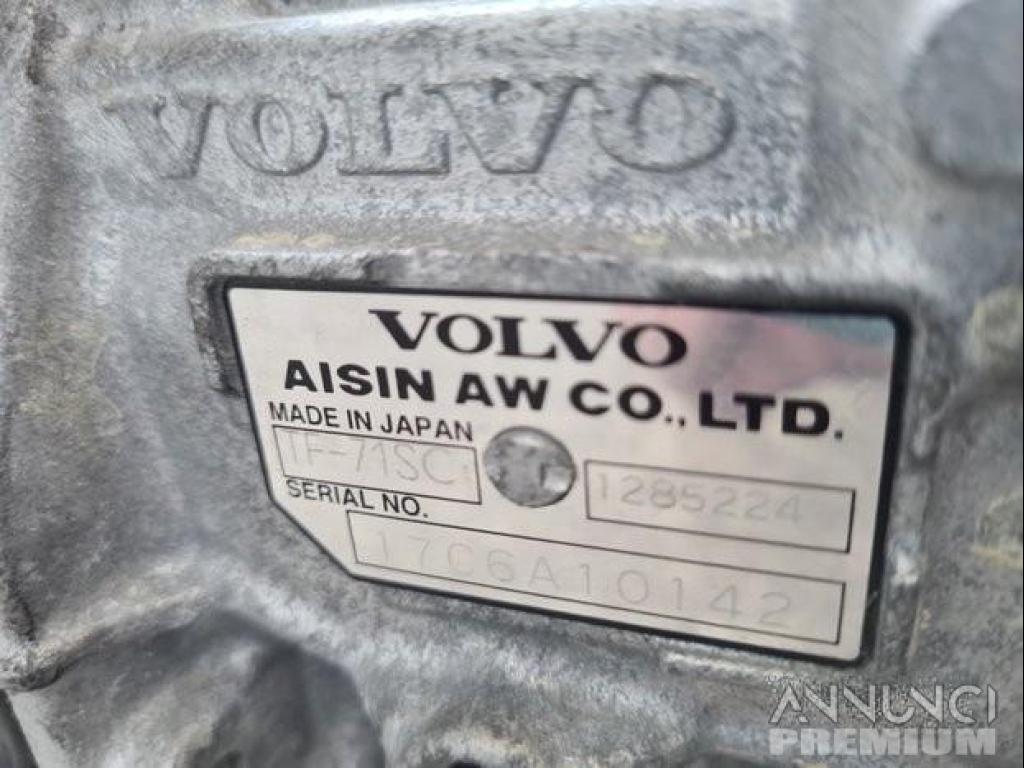 VOLVO
VOLVO
AISIN AW CO., LTD.
MADE IN JAPAN
TF-71SC 1285224
SERIAL NO.
17C6A10142
ANNUNCI
PREMIUM